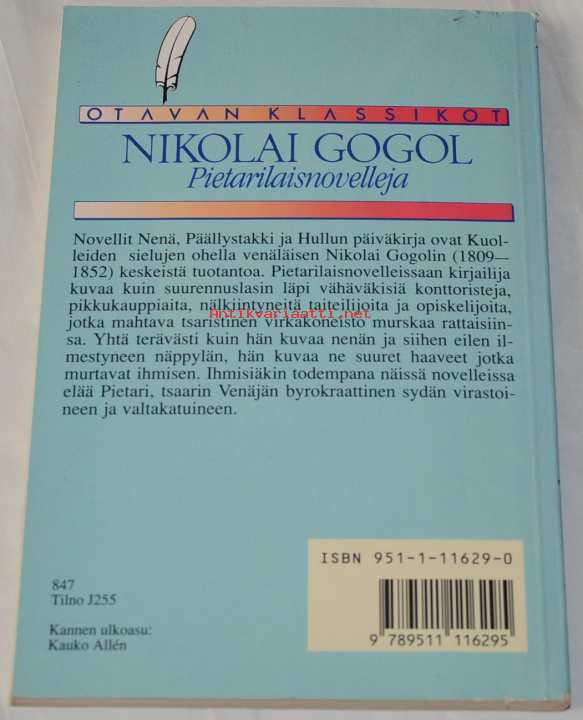 OTAVAN KLASSIKOT
NIKOLAI GOGOL
Pietarilaisnovelleja
Novellit Nenä, Päällystakki ja Hullun päiväkirja ovat Kuol-
leiden sielujen ohella venäläisen Nikolai Gogolin (1809—
1852) keskeistä tuotantoa. Pietarilaisnovelleissaan kirjailija
kuvaa kuin suurennuslasin läpi vähäväkisiä konttoristeja,
pikkukauppiaita, nälkiintyneitä taiteilijoita ja opiskelijoita,
Antikvariaatti.net
jotka mahtava tsaristinen virkakoneisto murskaa rattaisiin-
sa. Yhtä terävästi kuin hän kuvaa nenän ja siihen eilen il-
mestyneen näppylän, hän kuvaa ne suuret haaveet jotka
murtavat ihmisen. Ihmisiäkin todempana näissä novelleissa
elää Pietari, tsaarin Venäjän byrokraattinen sydän virastoi-
neen ja valtakatuineen.
ISBN 951-1-11629-0
847
Tilno J255
Kannen ulkoasu:
Kauko Allén
9 789511 116295